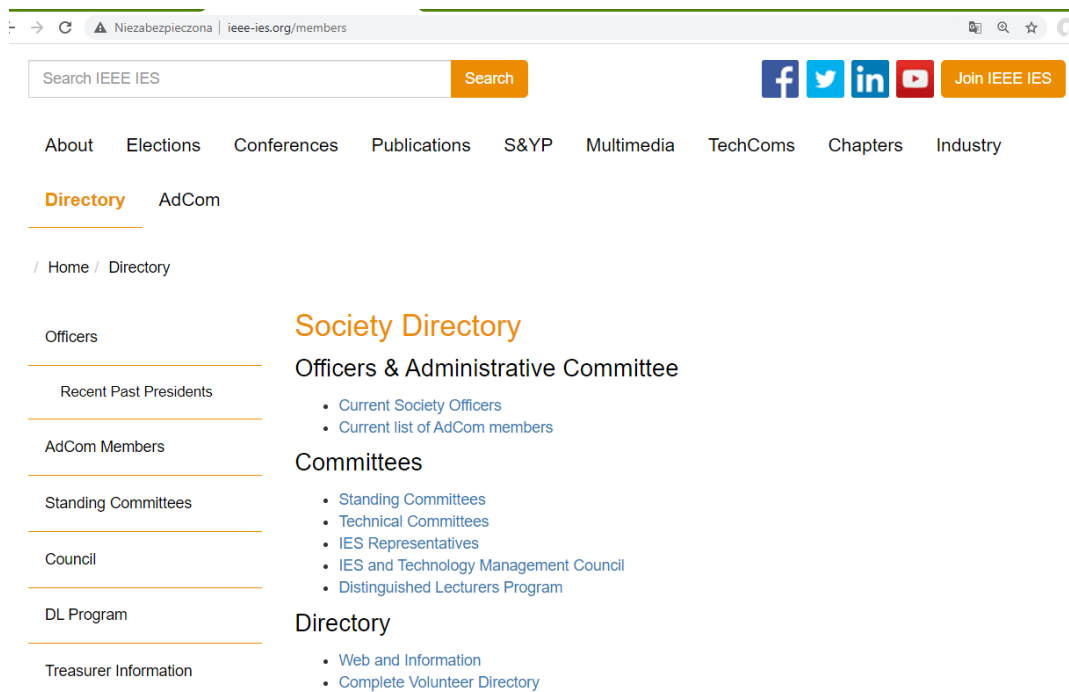 Niezabezpieczona | ieee-ies.org/members
Search IEEE IES
Search
Join IEEE IES
About Elections Conferences Publications S&YP Multimedia TechComs Chapters Industry
Directory AdCom
/ Home / Directory
Officers
Recent Past Presidents
AdCom Members
Standing Committees
Council
DL Program
Treasurer Information
Society Directory
Officers & Administrative Committee
• Current Society Officers
• Current list of AdCom members
Committees
• Standing Committees
• Technical Committees
• IES Representatives
• IES and Technology Management Council
• Distinguished Lecturers Program
Directory
• Web and Information
• Complete Volunteer Directory